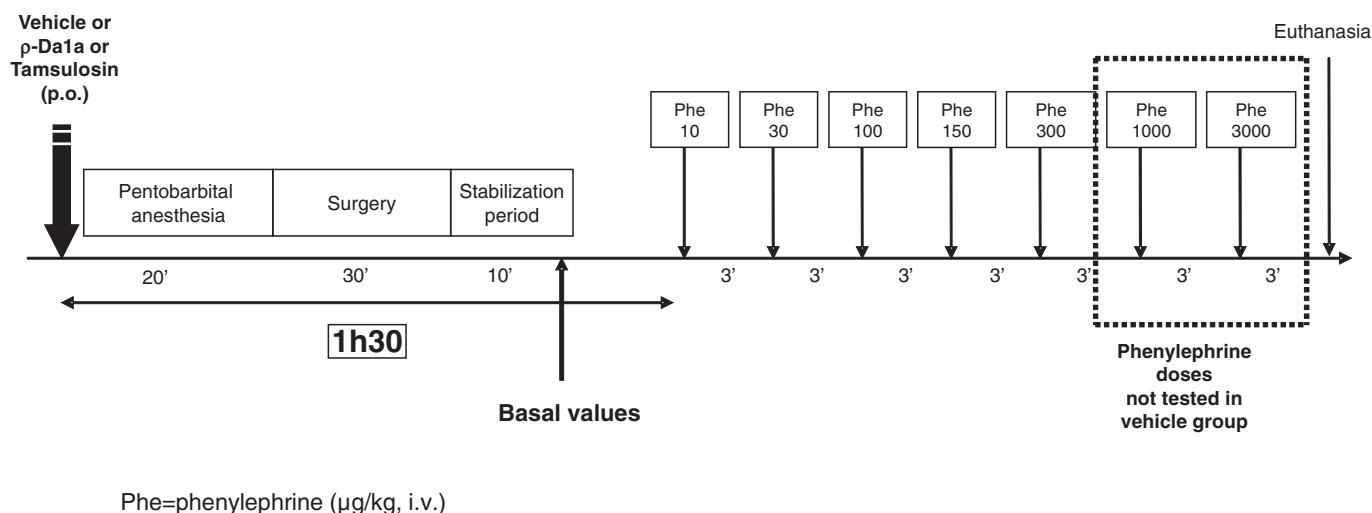 Vehicle or
ρ-Da1a or
Tamsulosin
(p.o.)
Euthanasia
Phe
10
Phe
30
Phe
100
Phe
150
Phe
300
Phe
1000
Phe
3000
Pentobarbital
anesthesia
Surgery
Stabilization
period
20'
30'
10'
3'
3'
3'
3'
3'
3'
3'
1h30
Basal values
Phenylephrine
doses
not tested in
vehicle group
Phe=phenylephrine (μg/kg, i.v.)